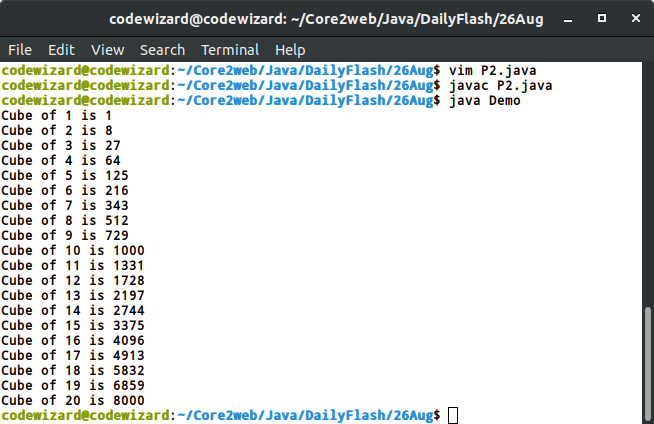 codewizard@codewizard: ~/Core2web/Java/DailyFlash/26Aug
File Edit View Search Terminal Help
codewizard@codewizard:~/Core2web/Java/DailyFlash/26Aug$ vim P2.java
codewizard@codewizard:~/Core2web/Java/DailyFlash/26Aug$ javac P2.java
codewizard@codewizard:~/Core2web/Java/DailyFlash/26Aug$ java Demo
Cube of 1 is 1
Cube of 2 is 8
Cube of 3 is 27
Cube of 4 is 64
Cube of 5 is 125
Cube of 6 is 216
Cube of 7 is 343
Cube of 8 is 512
Cube of 9 is 729
Cube of 10 is 1000
Cube of 11 is 1331
Cube of 12 is 1728
Cube of 13 is 2197
Cube of 14 is 2744
Cube of 15 is 3375
Cube of 16 is 4096
Cube of 17 is 4913
Cube of 18 is 5832
Cube of 19 is 6859
Cube of 20 is 8000
codewizard@codewizard:~/Core2web/Java/DailyFlash/26Aug$